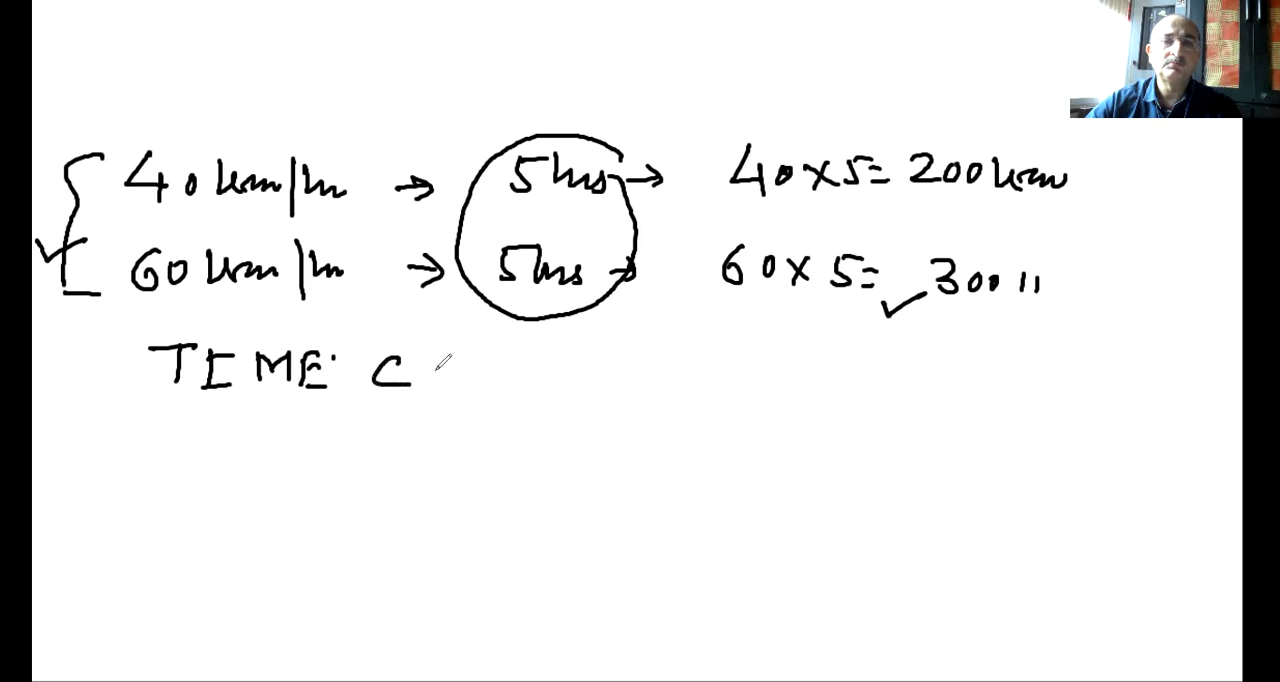 40 km/hr → 5 hrs → 40×5= 200 km
60 km/hr → 5 hrs → 60×5= 300 "
TIME. C